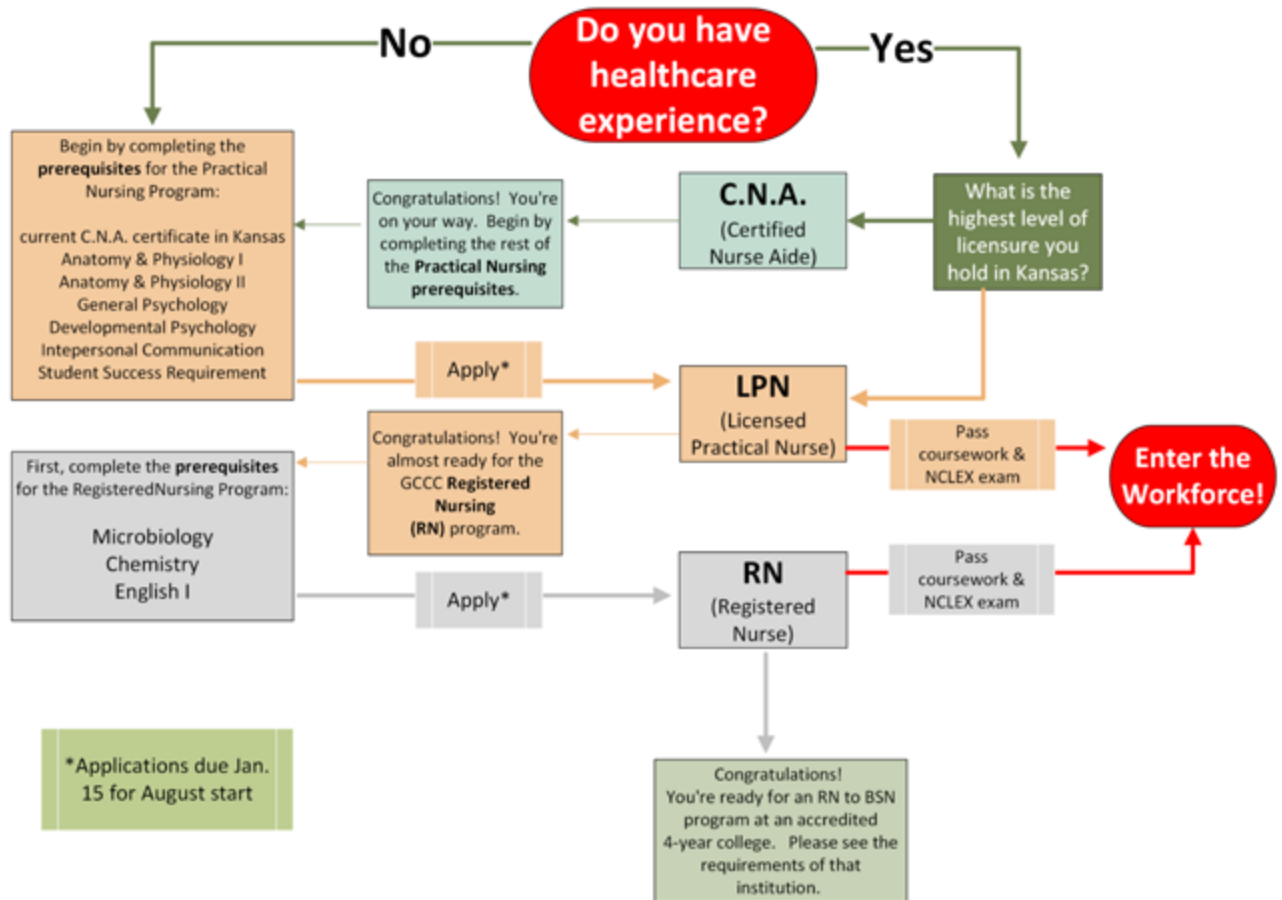 Do you have
healthcare
experience?
No
Yes
Begin by completing the
prerequisites for the Practical
Nursing Program:
current C.N.A. certificate in Kansas
Anatomy & Physiology I
Anatomy & Physiology II
General Psychology
Developmental Psychology
Intepersonal Communication
Student Success Requirement
Congratulations! You're
on your way. Begin by
completing the rest of
the Practical Nursing
prerequisites.
C.N.A.
(Certified
Nurse Aide)
What is the
highest level of
licensure you
hold in Kansas?
Apply*
LPN
(Licensed
Practical Nurse)
Pass
coursework &
NCLEX exam
Enter the
Workforce!
Congratulations! You're
almost ready for the
GCCC Registered
Nursing
(RN) program.
First, complete the prerequisites
for the RegisteredNursing Program:
Microbiology
Chemistry
English I
Apply*
RN
(Registered
Nurse)
Pass
coursework &
NCLEX exam
*Applications due Jan.
15 for August start
Congratulations!
You're ready for an RN to BSN
program at an accredited
4-year college. Please see the
requirements of that
institution.